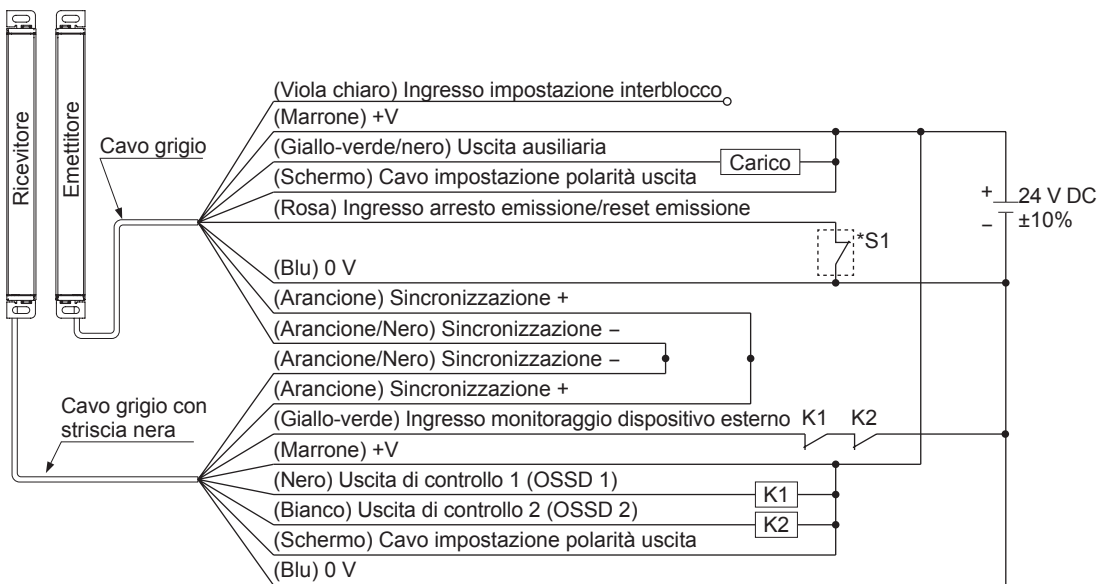 Ricevitore
Emettitore
Cavo grigio
(Viola chiaro) Ingresso impostazione interblocco
(Marrone) +V
(Giallo-verde/nero) Uscita ausiliaria
Carico
(Schermo) Cavo impostazione polarità uscita
(Rosa) Ingresso arresto emissione/reset emissione
+ 24 V DC
– ±10%
*S1
(Blu) 0 V
(Arancione) Sincronizzazione +
(Arancione/Nero) Sincronizzazione –
(Arancione/Nero) Sincronizzazione –
(Arancione) Sincronizzazione +
Cavo grigio con
striscia nera
(Giallo-verde) Ingresso monitoraggio dispositivo esterno K1 K2
(Marrone) +V
(Nero) Uscita di controllo 1 (OSSD 1)
K1
(Bianco) Uscita di controllo 2 (OSSD 2)
K2
(Schermo) Cavo impostazione polarità uscita
(Blu) 0 V